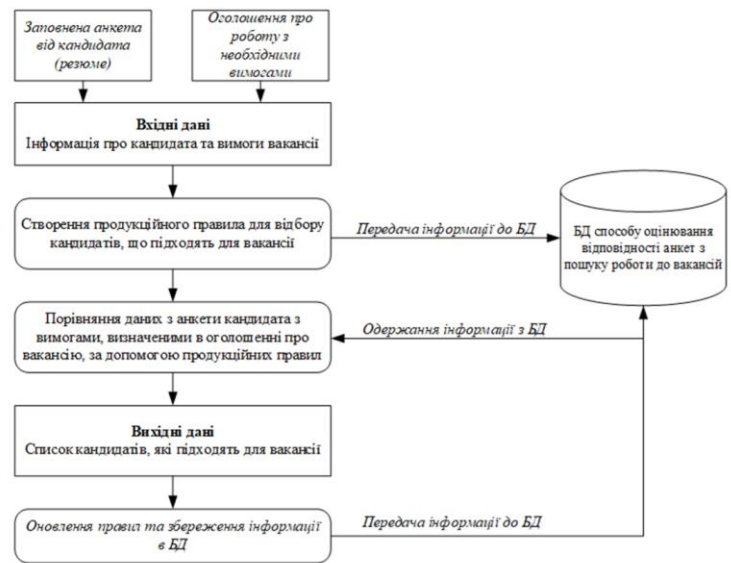 Заповнена анкета
від кандидата
(резюме)
Оголошення про
роботу з
необхідними
вимогами
Вхідні дані
Інформація про кандидата та вимоги вакансії
Створення продукційного правила для відбору
кандидатів, що підходять для вакансії
Передача інформації до БД
БД способу оцінювання
відповідності анкет з
пошуку роботи до вакансій
Порівняння даних з анкети кандидата з
вимогами, визначеними в оголошенні про
вакансію, за допомогою продукційних правил
Одержання інформації з БД
Вихідні дані
Список кандидатів, які підходять для вакансії
Оновлення правил та збереження інформації
в БД
Передача інформації до БД